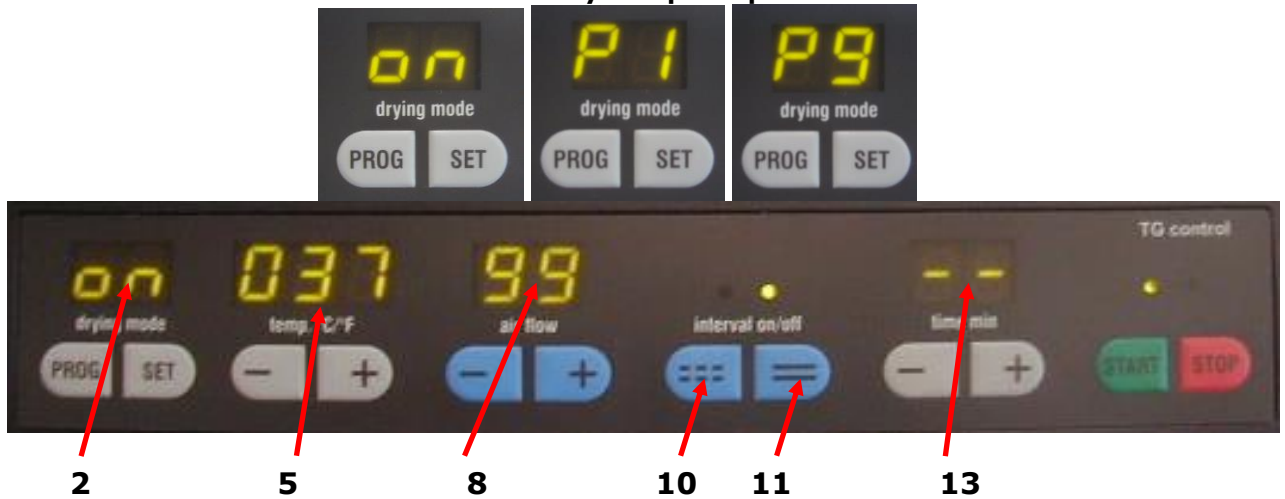 on P1 P9
drying mode drying mode drying mode
PROG SET PROG SET PROG SET
TG control
on 037 99 --
drying mode temp. °C/°F air flow interval on/off time min
PROG SET - + - + - + START STOP
2 5 8 10 11 13